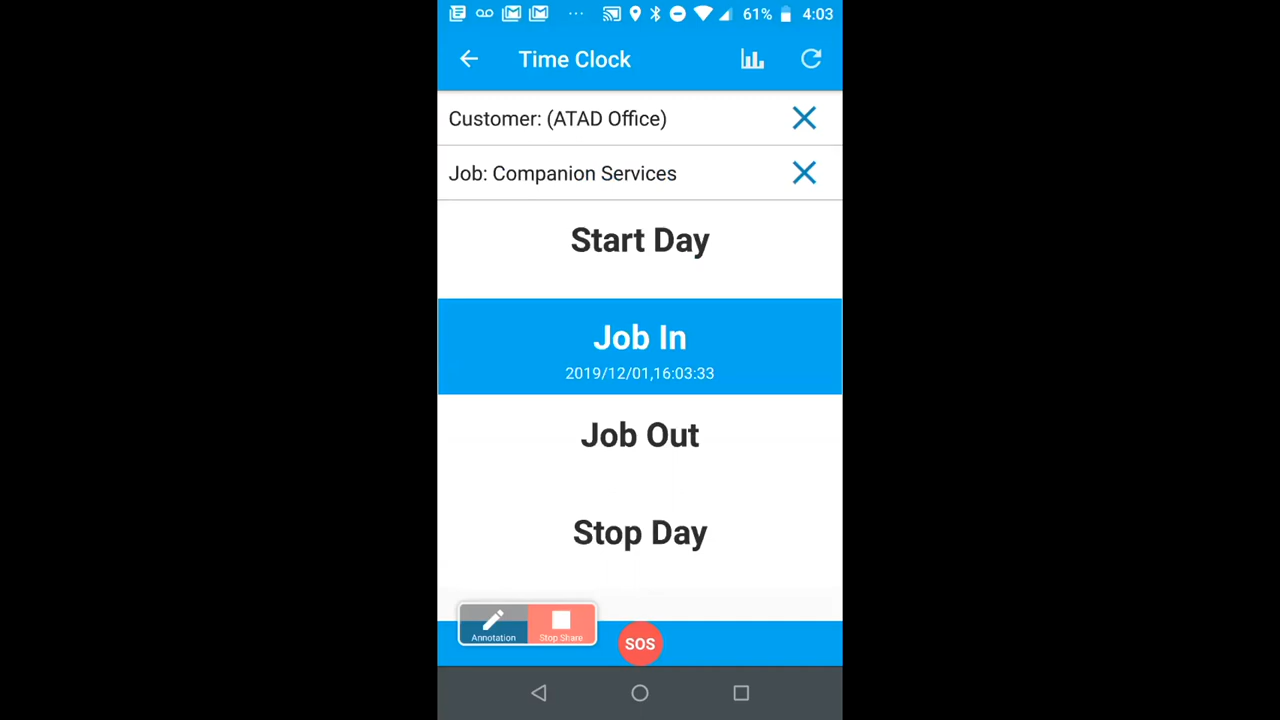 61% 4:03
Time Clock
Customer: (ATAD Office)
Job: Companion Services
Start Day
Job In
2019/12/01,16:03:33
Job Out
Stop Day
Annotation Stop Share
SOS